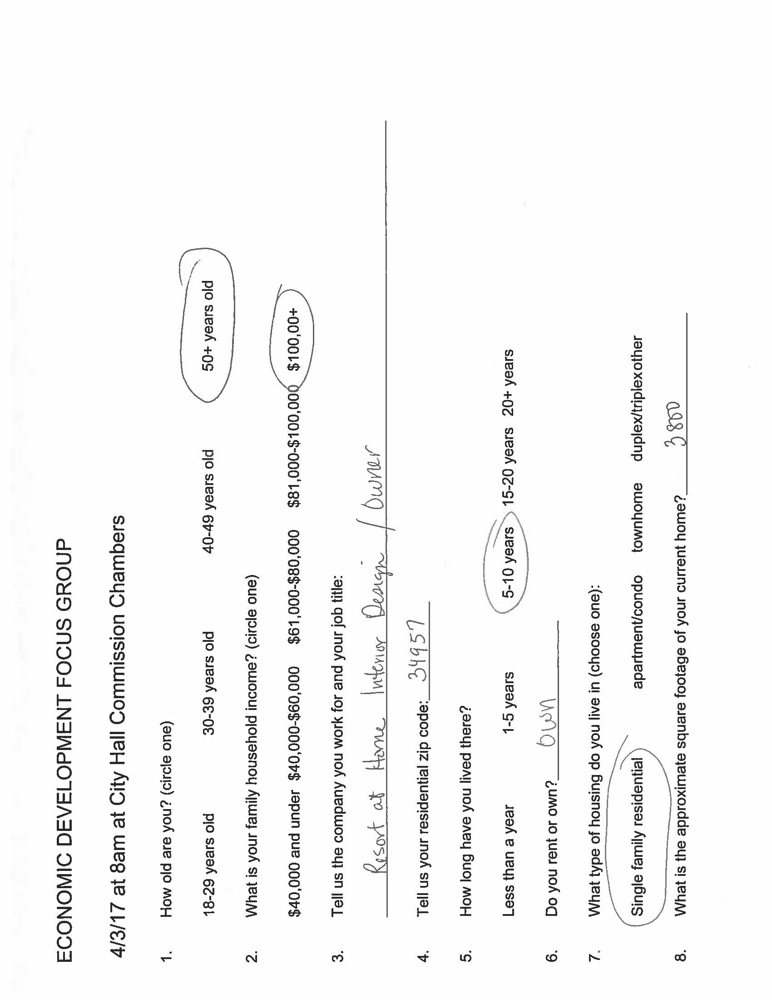 ECONOMIC DEVELOPMENT FOCUS GROUP
4/3/17 at 8am at City Hall Commission Chambers
1. How old are you? (circle one)
18-29 years old 30-39 years old 40-49 years old 50+ years old
2. What is your family household income? (circle one)
$40,000 and under $40,000-$60,000 $61,000-$80,000 $81,000-$100,000 $100,00+
3. Tell us the company you work for and your job title:
Resort at Home Interior Design / Owner
4. Tell us your residential zip code: 34957
5. How long have you lived there?
Less than a year 1-5 years 5-10 years 15-20 years 20+ years
6. Do you rent or own? Own
7. What type of housing do you live in (choose one):
Single family residential apartment/condo townhome duplex/triplex other
8. What is the approximate square footage of your current home? 3800